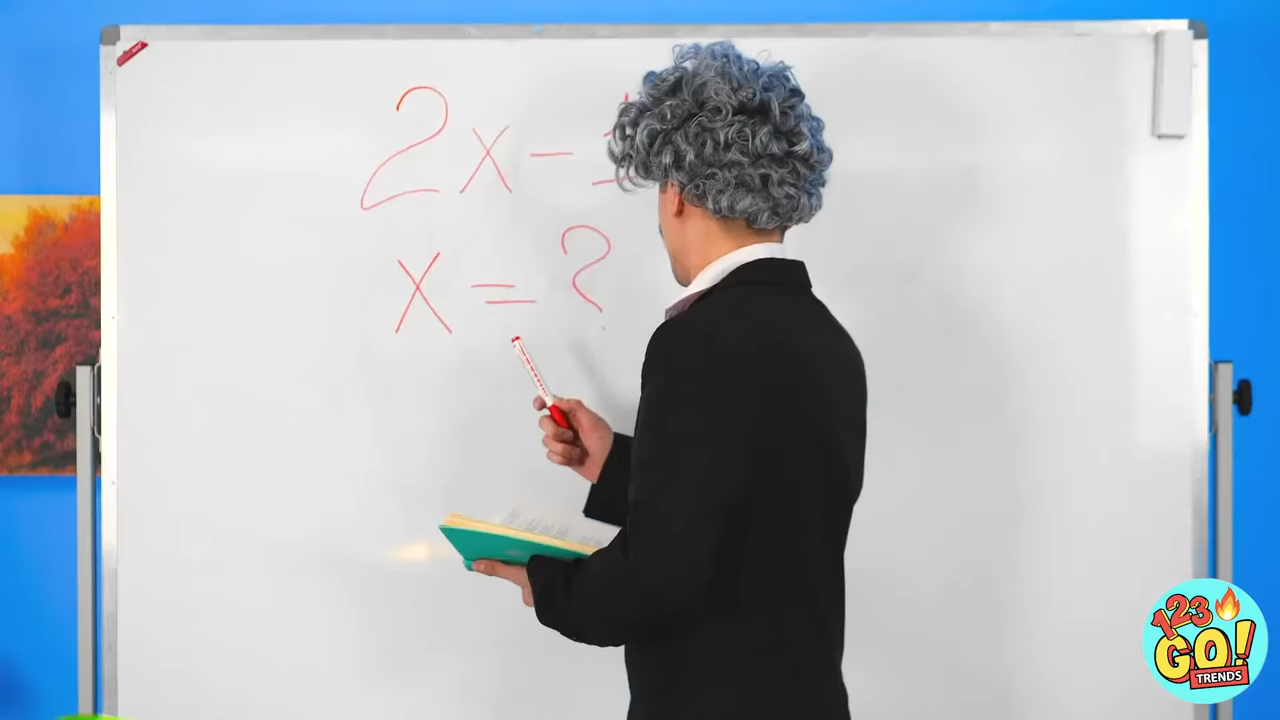 2x -
x = ?
123
GO!
TRENDS